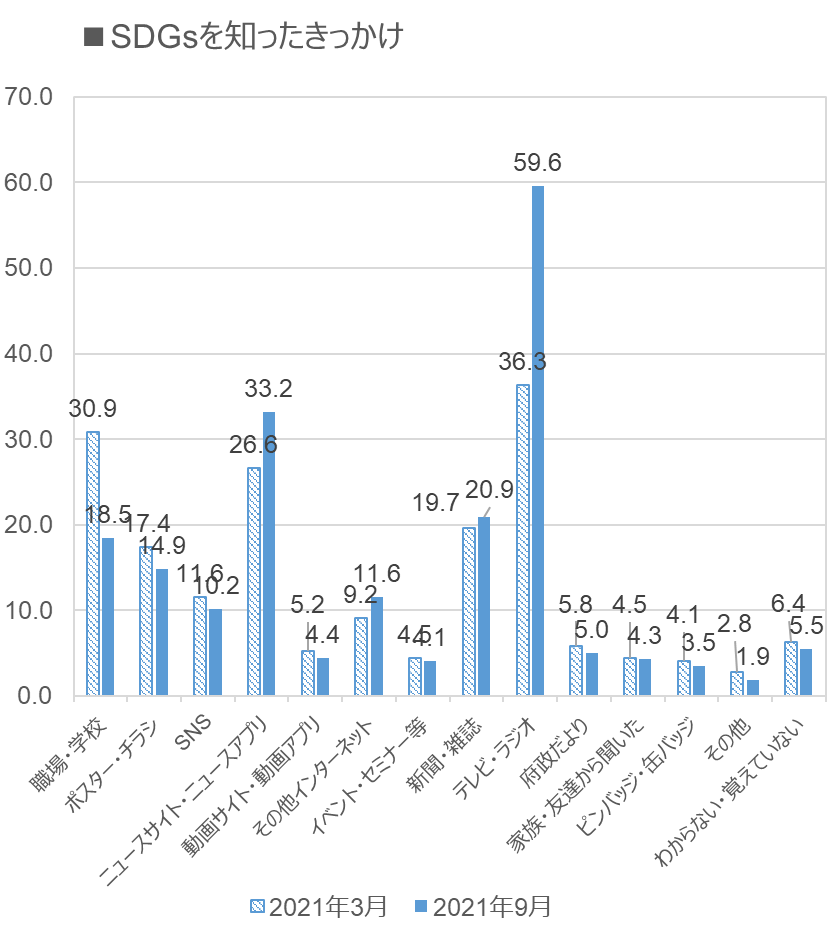 ■ SDGsを知ったきっかけ
70.0
60.0
50.0
40.0
30.0
20.0
10.0
0.0
30.9
18.5
17.4
14.9
11.6
10.2
26.6
33.2
5.2
4.4
9.2
11.6
4.5
4.1
19.7
20.9
36.3
59.6
5.8
5.0
4.5
4.3
4.1
3.5
2.8
1.9
6.4
5.5
職場・学校
ポスター・チラシ
SNS
ニュースサイト・ニュースアプリ
動画サイト・動画アプリ
その他インターネット
イベント・セミナー等
新聞・雑誌
テレビ・ラジオ
府政だより
家族・友達から聞いた
ピンバッジ・缶バッジ
その他
わからない・覚えていない
2021年3月
2021年9月